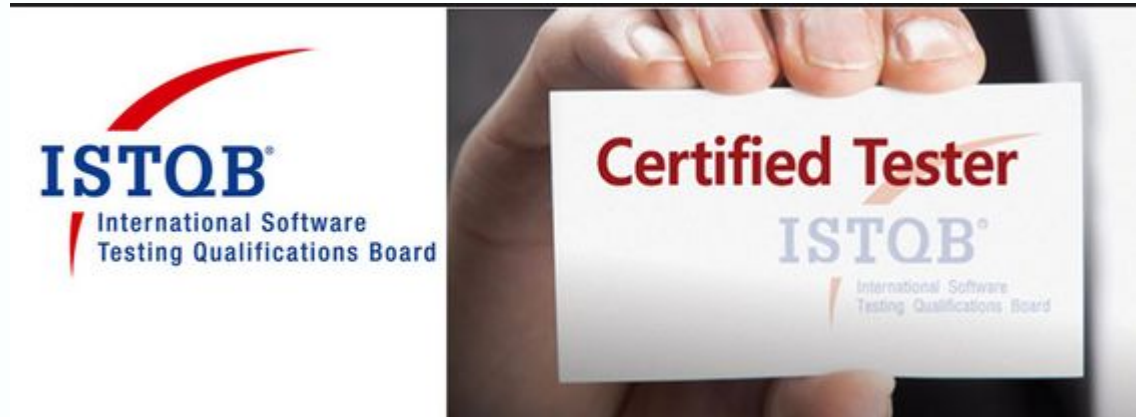 ISTQB®
International Software
Testing Qualifications Board
Certified Tester
ISTQB®
International Software
Testing Qualifications Board